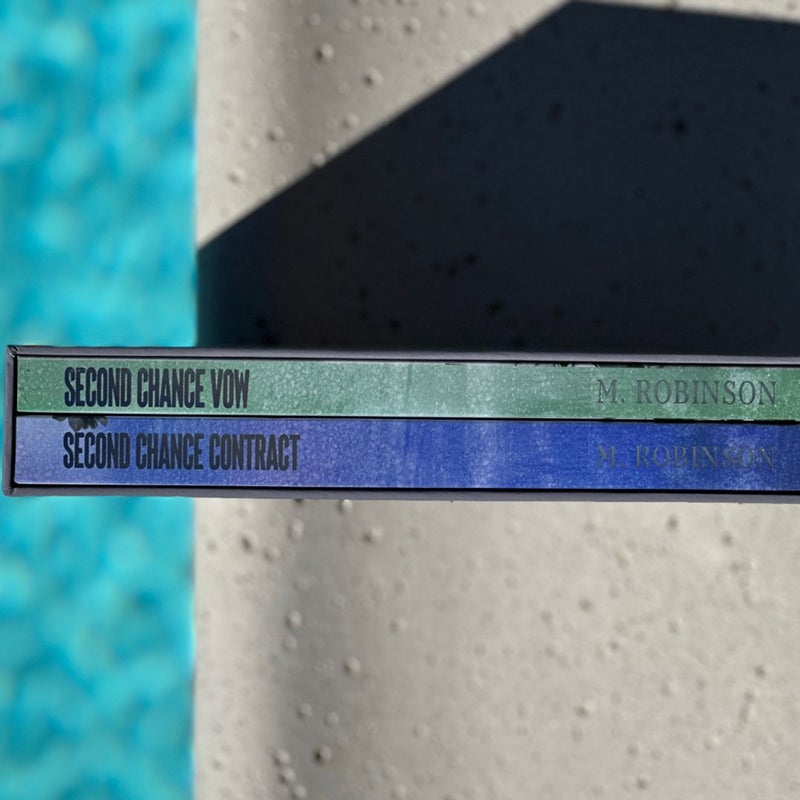 SECOND CHANCE VOW M. ROBINSON
SECOND CHANCE CONTRACT M. ROBINSON